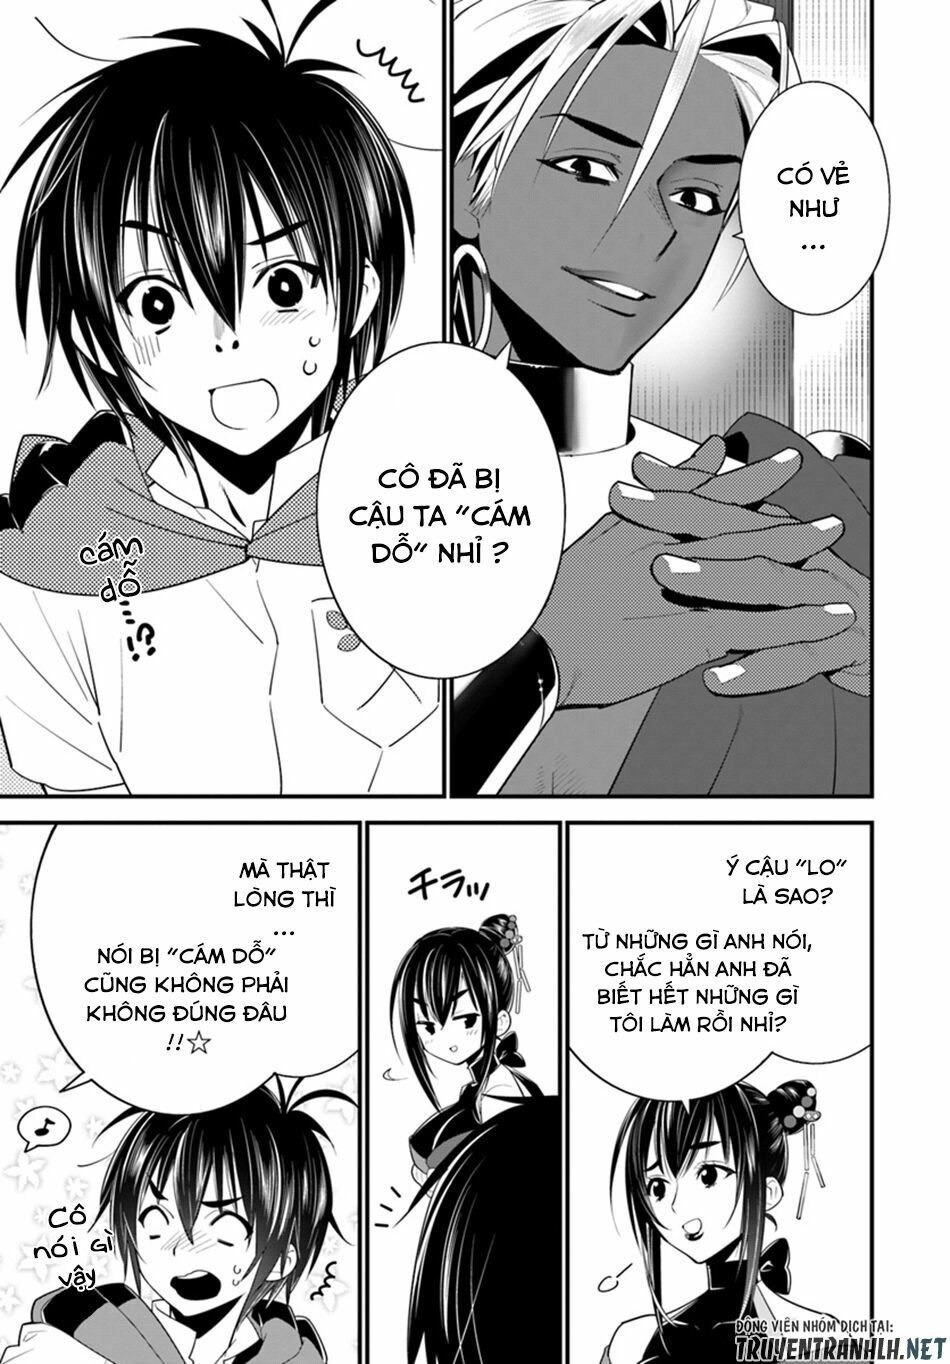 CÓ VẺ
NHƯ
...
CÔ ĐÃ BỊ
CẬU TA "CÁM
DỖ" NHỈ ?
cám
dỗ
!?
Ý CẬU "LO"
LÀ SAO?
TỪ NHỮNG GÌ ANH NÓI,
CHẮC HẲN ANH ĐÃ
BIẾT HẾT NHỮNG GÌ
TÔI LÀM RỒI NHỈ?
チラッ
MÀ THẬT
LÒNG THÌ
...
NÓI BỊ "CÁM DỖ"
CŨNG KHÔNG PHẢI
KHÔNG ĐÚNG ĐÂU
!!☆
Cô
nói gì
vậy
ĐỘNG VIÊN NHÓM DỊCH TẠI:
TRUYENTRANHLH.NET